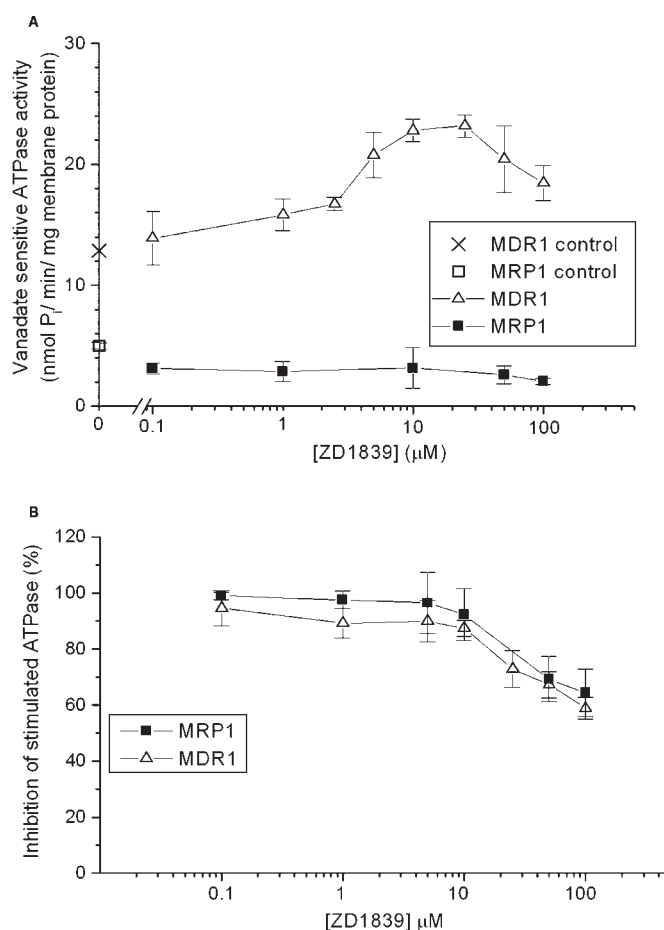 A
Vanadate sensitive ATPase activity
(nmol Pi/ min/ mg membrane protein)
30
20
10
0
MDR1 control
MRP1 control
MDR1
MRP1
0 0.1 1 10 100
[ZD1839] (μM)
B
Inhibition of stimulated ATPase (%)
120
100
80
60
40
20
0
MRP1
MDR1
0.1 1 10 100
[ZD1839] μM